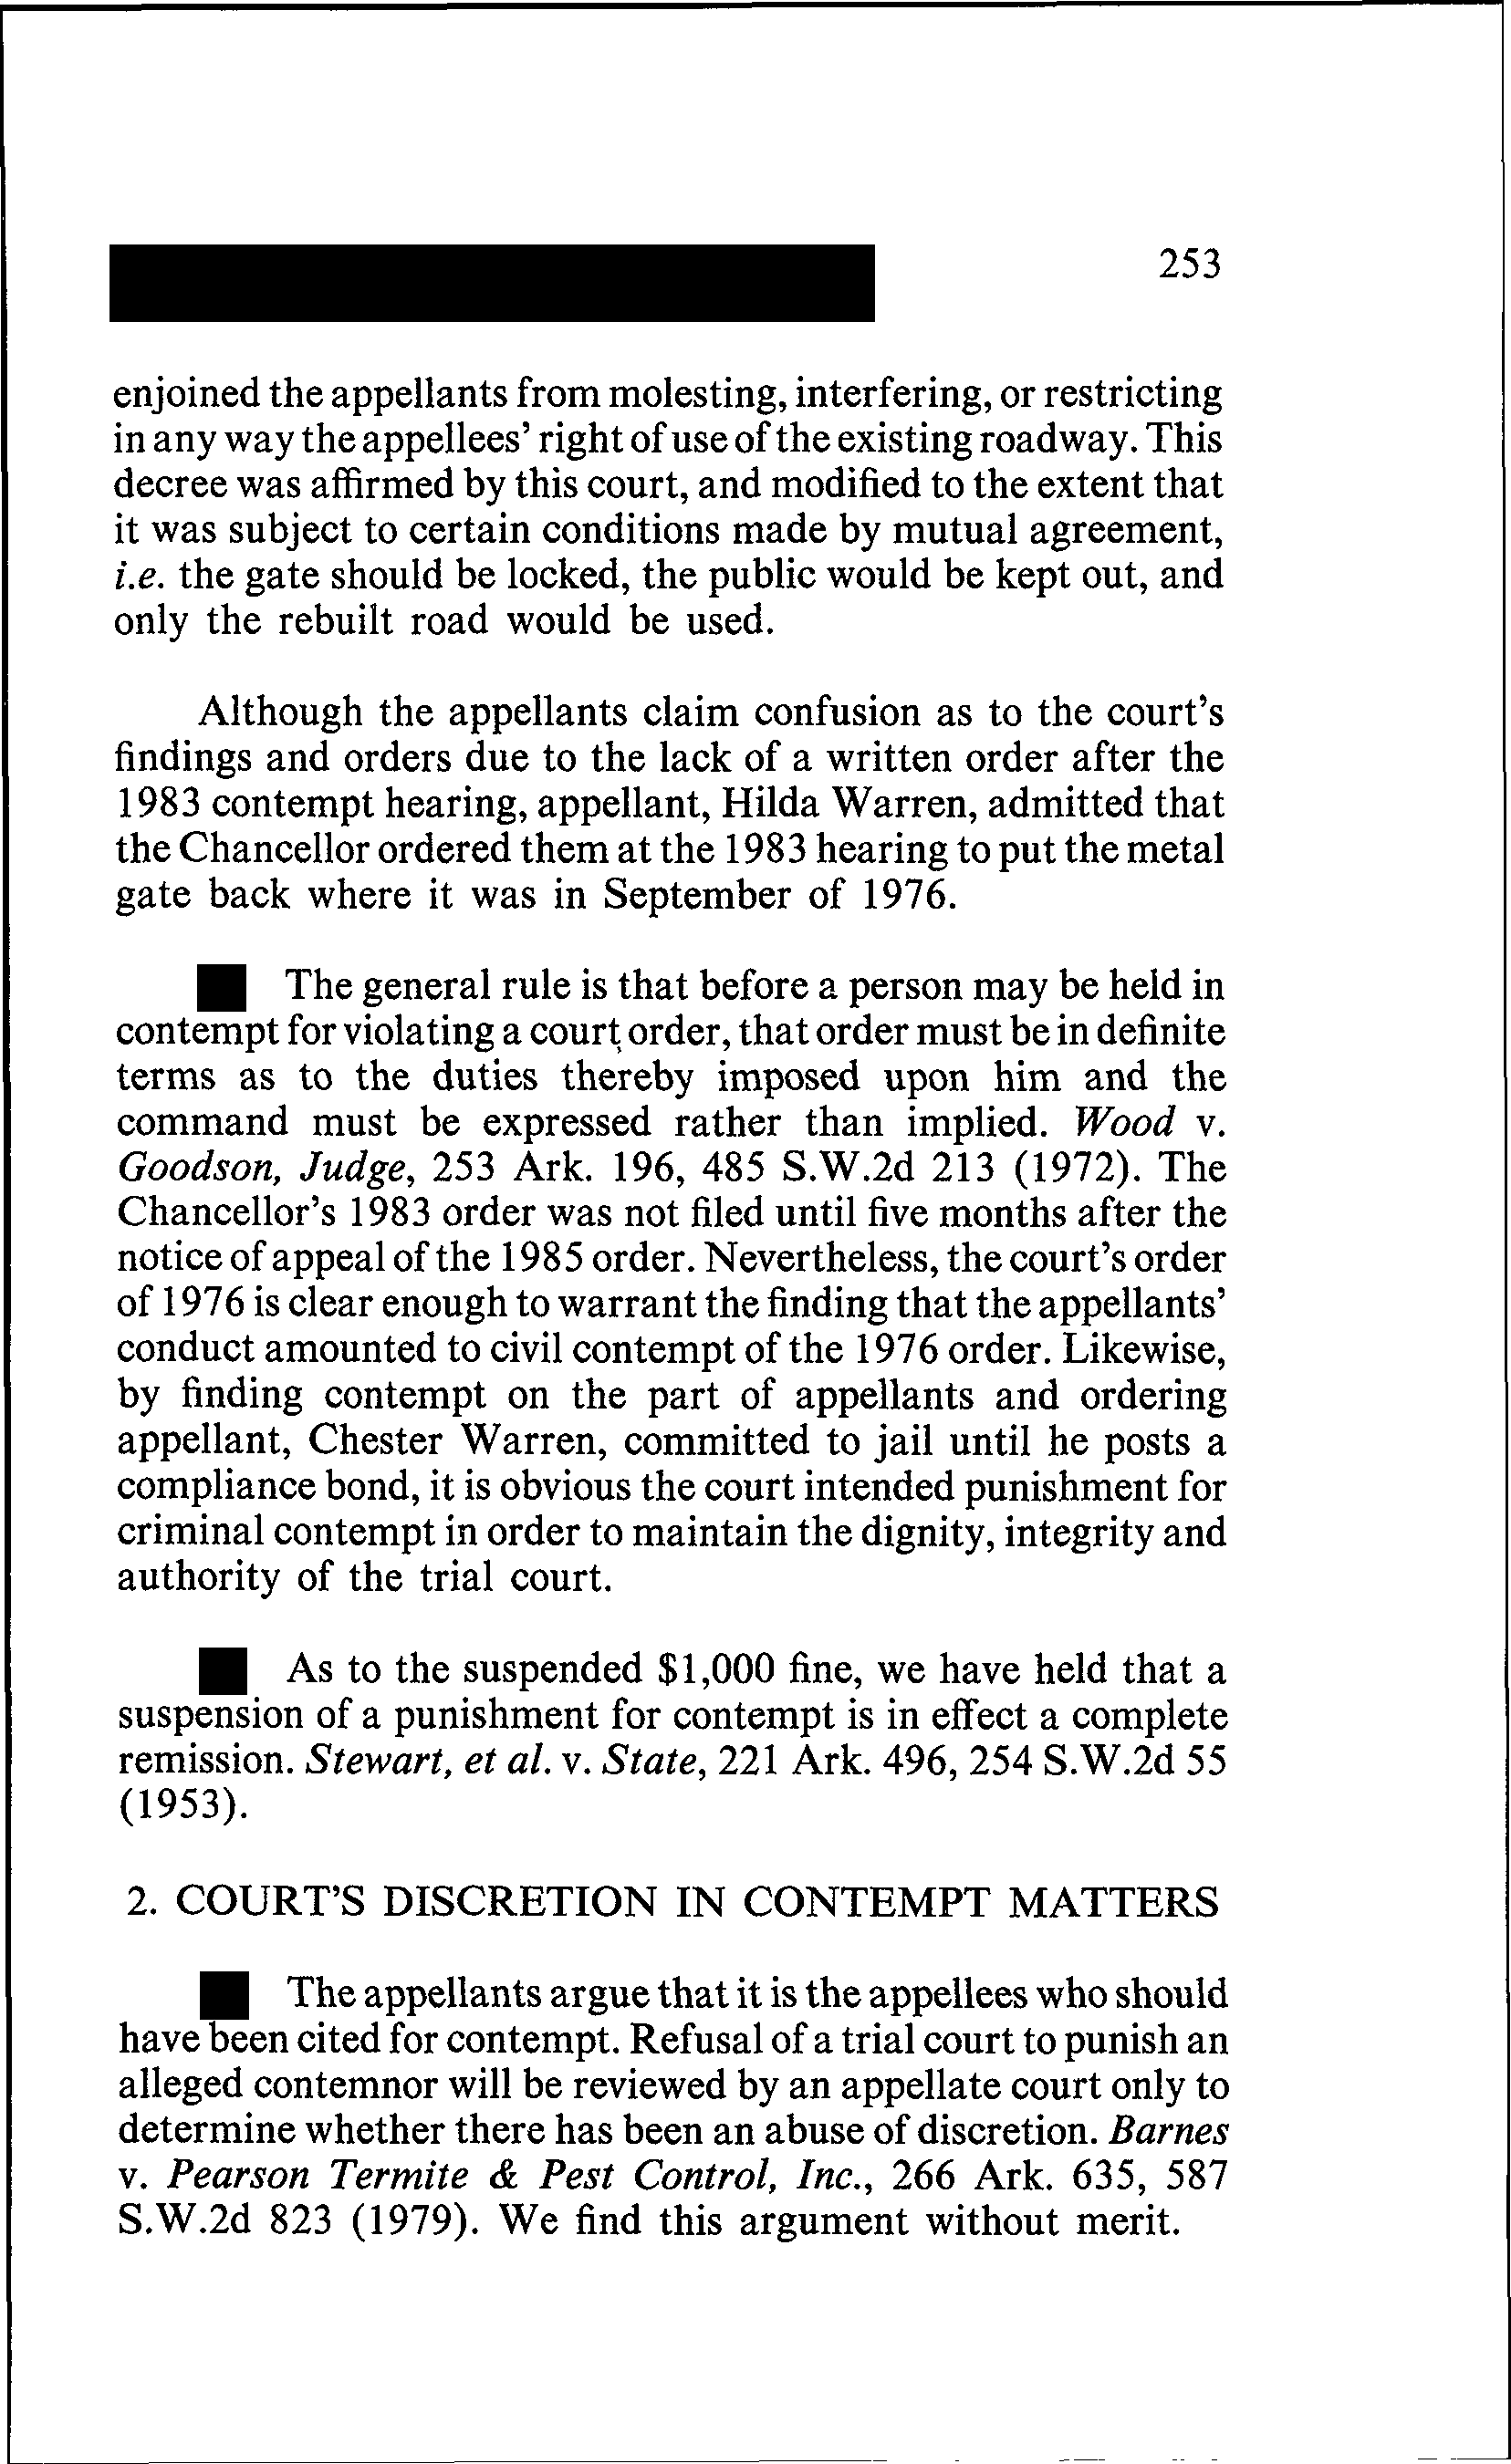 253
enjoined the appellants from molesting, interfering, or restricting
in any way the appellees' right of use of the existing roadway. This
decree was affirmed by this court, and modified to the extent that
it was subject to certain conditions made by mutual agreement,
i.e. the gate should be locked, the public would be kept out, and
only the rebuilt road would be used.
Although the appellants claim confusion as to the court's
findings and orders due to the lack of a written order after the
1983 contempt hearing, appellant, Hilda Warren, admitted that
the Chancellor ordered them at the 1983 hearing to put the metal
gate back where it was in September of 1976.
The general rule is that before a person may be held in
contempt for violating a court order, that order must be in definite
terms as to the duties thereby imposed upon him and the
command must be expressed rather than implied. Wood v.
Goodson, Judge, 253 Ark. 196, 485 S.W.2d 213 (1972). The
Chancellor's 1983 order was not filed until five months after the
notice of appeal of the 1985 order. Nevertheless, the court's order
of 1976 is clear enough to warrant the finding that the appellants'
conduct amounted to civil contempt of the 1976 order. Likewise,
by finding contempt on the part of appellants and ordering
appellant, Chester Warren, committed to jail until he posts a
compliance bond, it is obvious the court intended punishment for
criminal contempt in order to maintain the dignity, integrity and
authority of the trial court.
As to the suspended $1,000 fine, we have held that a
suspension of a punishment for contempt is in effect a complete
remission. Stewart, et al. v. State, 221 Ark. 496, 254 S.W.2d 55
(1953).
2. COURT'S DISCRETION IN CONTEMPT MATTERS
The appellants argue that it is the appellees who should
have been cited for contempt. Refusal of a trial court to punish an
alleged contemnor will be reviewed by an appellate court only to
determine whether there has been an abuse of discretion. Barnes
v. Pearson Termite & Pest Control, Inc., 266 Ark. 635, 587
S.W.2d 823 (1979). We find this argument without merit.